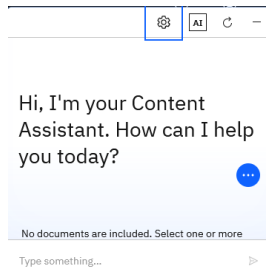 AI
Hi, I'm your Content
Assistant. How can I help
you today?
No documents are included. Select one or more
Type something...